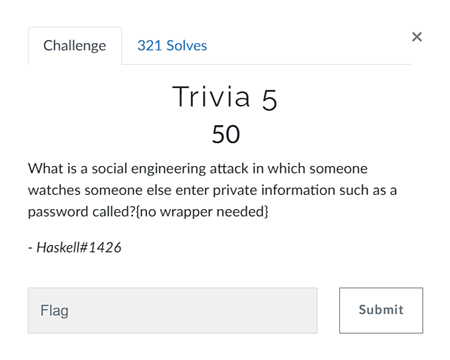 Challenge
321 Solves
×
Trivia 5
50
What is a social engineering attack in which someone
watches someone else enter private information such as a
password called?{no wrapper needed}
- Haskell#1426
Flag
Submit